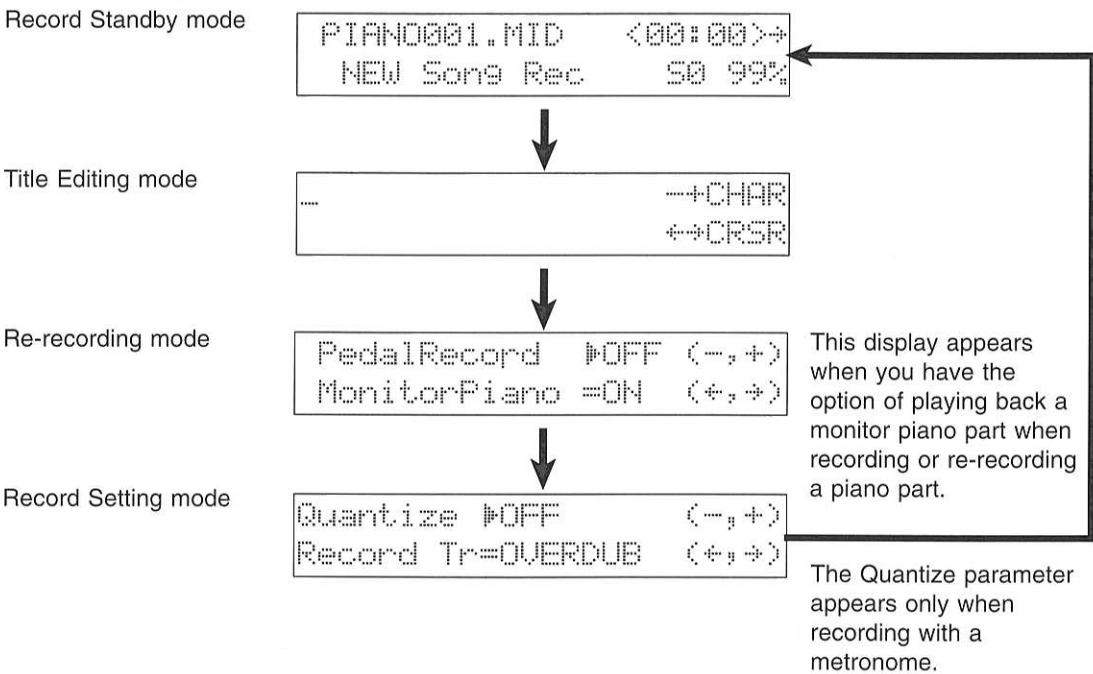 Record Standby mode
PIANO001.MID <00:00>→
NEW Song Rec S0 99%
Title Editing mode
_ −+CHAR
←→CRSR
Re-recording mode
PedalRecord ▶OFF (−,+)
MonitorPiano =ON (←,→)
This display appears
when you have the
option of playing back a
monitor piano part when
recording or re-recording
a piano part.
Record Setting mode
Quantize ▶OFF (−,+)
Record Tr=OVERDUB (←,→)
The Quantize parameter
appears only when
recording with a
metronome.